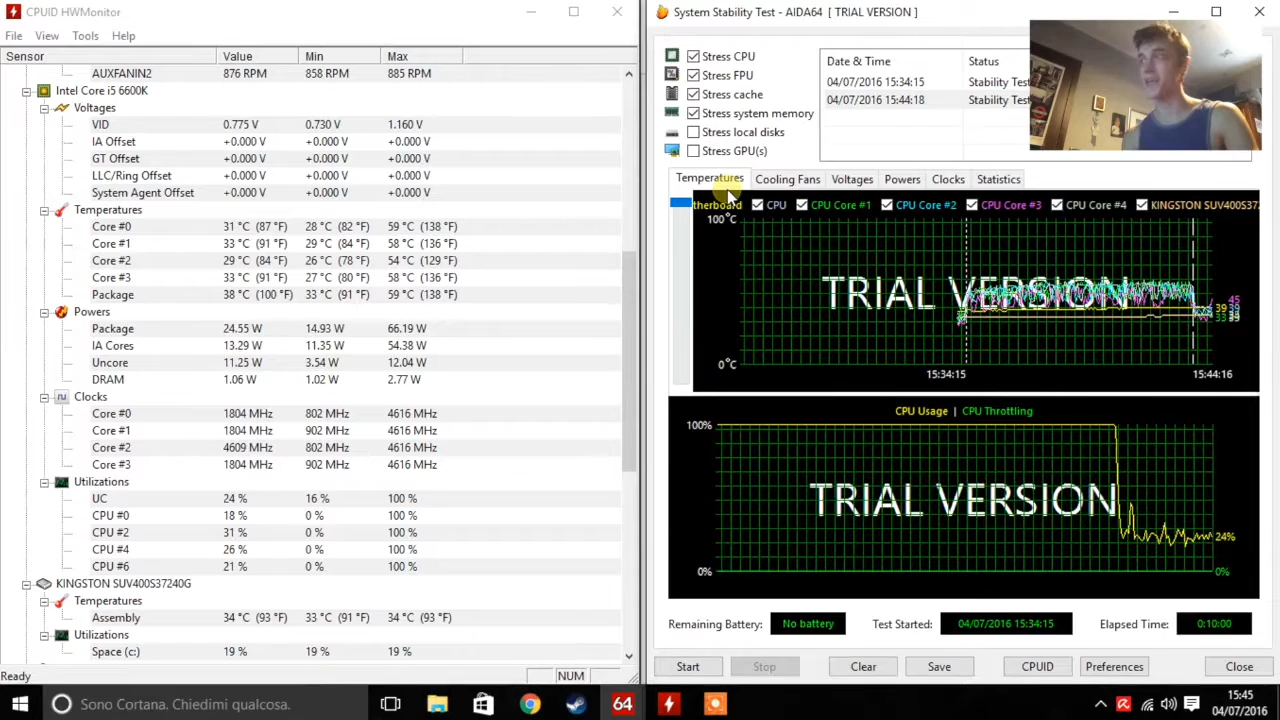 CPUID HWMonitor
File View Tools Help
Sensor Value Min Max
AUXFANIN2 876 RPM 858 RPM 885 RPM
Intel Core i5 6600K
Voltages
VID 0.775 V 0.730 V 1.160 V
IA Offset +0.000 V +0.000 V +0.000 V
GT Offset +0.000 V +0.000 V +0.000 V
LLC/Ring Offset +0.000 V +0.000 V +0.000 V
System Agent Offset +0.000 V +0.000 V +0.000 V
Temperatures
Core #0 31 °C (87 °F) 28 °C (82 °F) 59 °C (138 °F)
Core #1 33 °C (91 °F) 29 °C (84 °F) 58 °C (136 °F)
Core #2 29 °C (84 °F) 26 °C (78 °F) 54 °C (129 °F)
Core #3 33 °C (91 °F) 27 °C (80 °F) 58 °C (136 °F)
Package 38 °C (100 °F) 33 °C (91 °F) 59 °C (138 °F)
Powers
Package 24.55 W 14.93 W 66.19 W
IA Cores 13.29 W 11.35 W 54.38 W
Uncore 11.25 W 3.54 W 12.04 W
DRAM 1.06 W 1.02 W 2.77 W
Clocks
Core #0 1804 MHz 802 MHz 4616 MHz
Core #1 1804 MHz 902 MHz 4616 MHz
Core #2 4609 MHz 802 MHz 4616 MHz
Core #3 1804 MHz 902 MHz 4616 MHz
Utilizations
UC 24 % 16 % 100 %
CPU #0 18 % 0 % 100 %
CPU #2 31 % 0 % 100 %
CPU #4 26 % 0 % 100 %
CPU #6 21 % 0 % 100 %
KINGSTON SUV400S37240G
Temperatures
Assembly 34 °C (93 °F) 33 °C (91 °F) 34 °C (93 °F)
Utilizations
Space (c:) 19 % 19 % 19 %
Ready NUM
System Stability Test - AIDA64 [ TRIAL VERSION ]
Stress CPU
Stress FPU
Stress cache
Stress system memory
Stress local disks
Stress GPU(s)
Date & Time Status
04/07/2016 15:34:15 Stability Test
04/07/2016 15:44:18 Stability Test
Temperatures Cooling Fans Voltages Powers Clocks Statistics
therboard CPU CPU Core #1 CPU Core #2 CPU Core #3 CPU Core #4 KINGSTON SUV400S37
100°C
TRIAL VERSION
45
0°C
15:34:15 15:44:16
CPU Usage | CPU Throttling
100%
TRIAL VERSION
24%
0% 0%
Remaining Battery: No battery Test Started: 04/07/2016 15:34:15 Elapsed Time: 0:10:00
Start Stop Clear Save CPUID Preferences Close
Sono Cortana. Chiedimi qualcosa. 64 15:45
04/07/2016